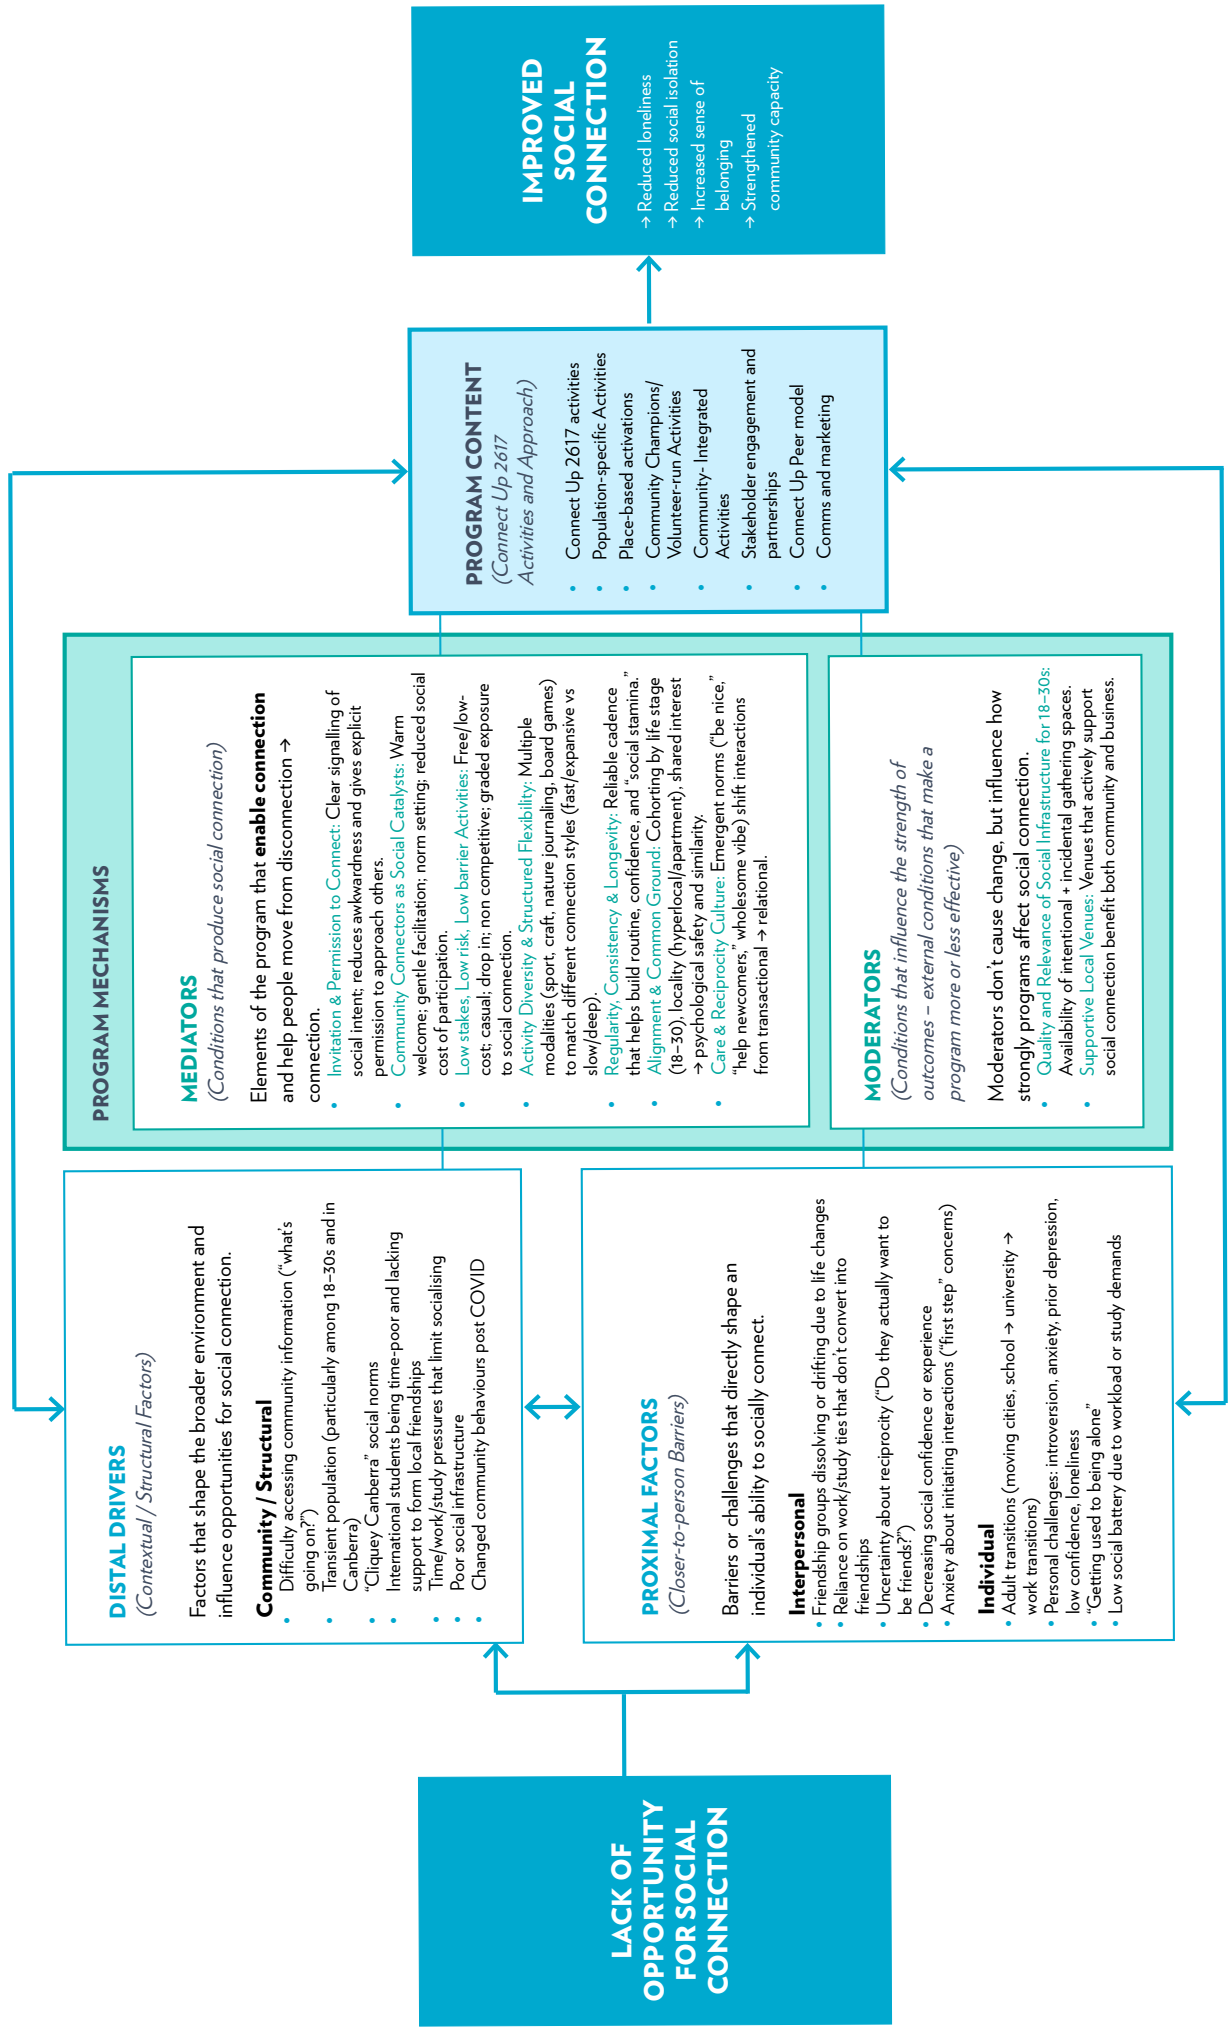 LACK OF
OPPORTUNITY
FOR SOCIAL
CONNECTION
DISTAL DRIVERS
(Contextual / Structural Factors)
Factors that shape the broader environment and
influence opportunities for social connection.
Community / Structural
• Difficulty accessing community information (“what’s
going on?”)
• Transient population (particularly among 18–30s and in
Canberra)
• “Cliquey Canberra” social norms
• International students being time-poor and lacking
support to form local friendships
• Time/work/study pressures that limit socialising
• Poor social infrastructure
• Changed community behaviours post COVID
PROXIMAL FACTORS
(Closer-to-person Barriers)
Barriers or challenges that directly shape an
individual’s ability to socially connect.
Interpersonal
• Friendship groups dissolving or drifting due to life changes
• Reliance on work/study ties that don’t convert into
friendships
• Uncertainty about reciprocity (“Do they actually want to
be friends?”)
• Decreasing social confidence or experience
• Anxiety about initiating interactions (“first step” concerns)
Individual
• Adult transitions (moving cities, school → university →
work transitions)
• Personal challenges: introversion, anxiety, prior depression,
low confidence, loneliness
• “Getting used to being alone”
• Low social battery due to workload or study demands
PROGRAM MECHANISMS
MEDIATORS
(Conditions that produce social connection)
Elements of the program that enable connection
and help people move from disconnection →
connection.
• Invitation & Permission to Connect: Clear signalling of
social intent; reduces awkwardness and gives explicit
permission to approach others.
• Community Connectors as Social Catalysts: Warm
welcome; gentle facilitation; norm setting; reduced social
cost of participation.
• Low stakes, Low risk, Low barrier Activities: Free/low-
cost; casual; drop in; non competitive; graded exposure
to social connection.
• Activity Diversity & Structured Flexibility: Multiple
modalities (sport, craft, nature journaling, board games)
to match different connection styles (fast/expansive vs
slow/deep).
• Regularity, Consistency & Longevity: Reliable cadence
that helps build routine, confidence, and “social stamina.”
• Alignment & Common Ground: Cohorting by life stage
(18–30), locality (hyperlocal/apartment), shared interest
→ psychological safety and similarity.
• Care & Reciprocity Culture: Emergent norms (“be nice,”
“help newcomers,” wholesome vibe) shift interactions
from transactional → relational.
MODERATORS
(Conditions that influence the strength of
outcomes – external conditions that make a
program more or less effective)
Moderators don’t cause change, but influence how
strongly programs affect social connection.
• Quality and Relevance of Social Infrastructure for 18–30s:
Availability of intentional + incidental gathering spaces.
• Supportive Local Venues: Venues that actively support
social connection benefit both community and business.
PROGRAM CONTENT
(Connect Up 2617
Activities and Approach)
• Connect Up 2617 activities
• Population-specific Activities
• Place-based activations
• Community Champions/
Volunteer-run Activities
• Community- Integrated
Activities
• Stakeholder engagement and
partnerships
• Connect Up Peer model
• Comms and marketing
IMPROVED
SOCIAL
CONNECTION
→ Reduced loneliness
→ Reduced social isolation
→ Increased sense of
belonging
→ Strengthened
community capacity